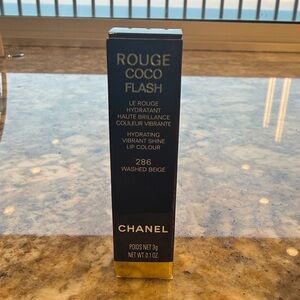 ROUGE
COCO
FLASH
LE ROUGE
HYDRATANT
HAUTE BRILLANCE
COULEUR VIBRANTE
HYDRATING
VIBRANT SHINE
LIP COLOUR
286
WASHED BEIGE
CHANEL
POIDS NET 3g
NET WT. 0.1 OZ.